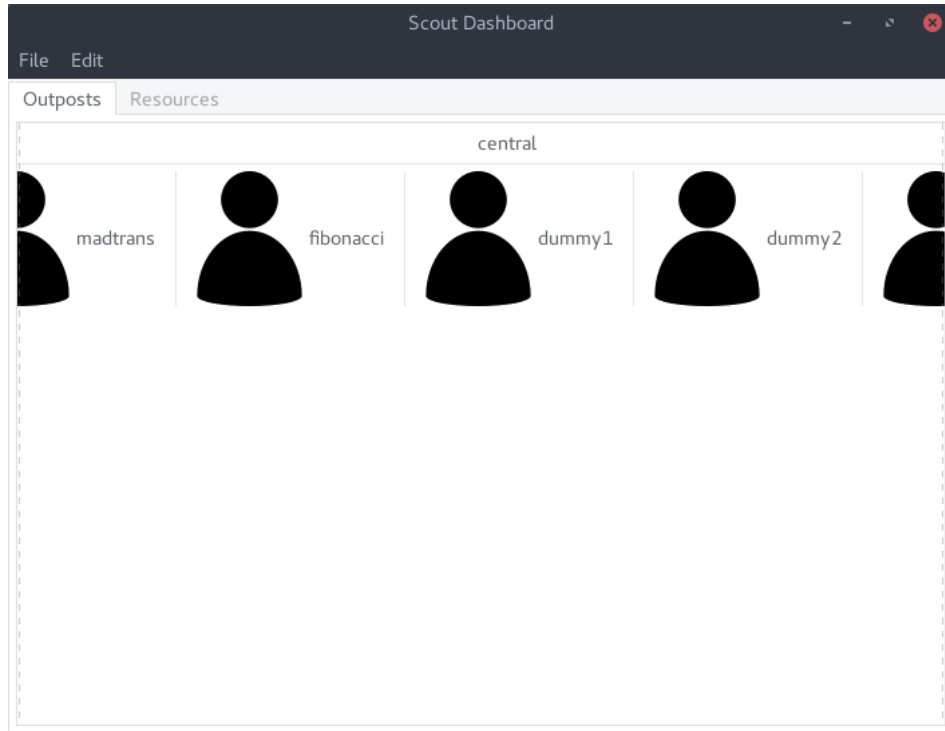 Scout Dashboard
File Edit
Outposts Resources
central
madtrans fibonacci dummy1 dummy2